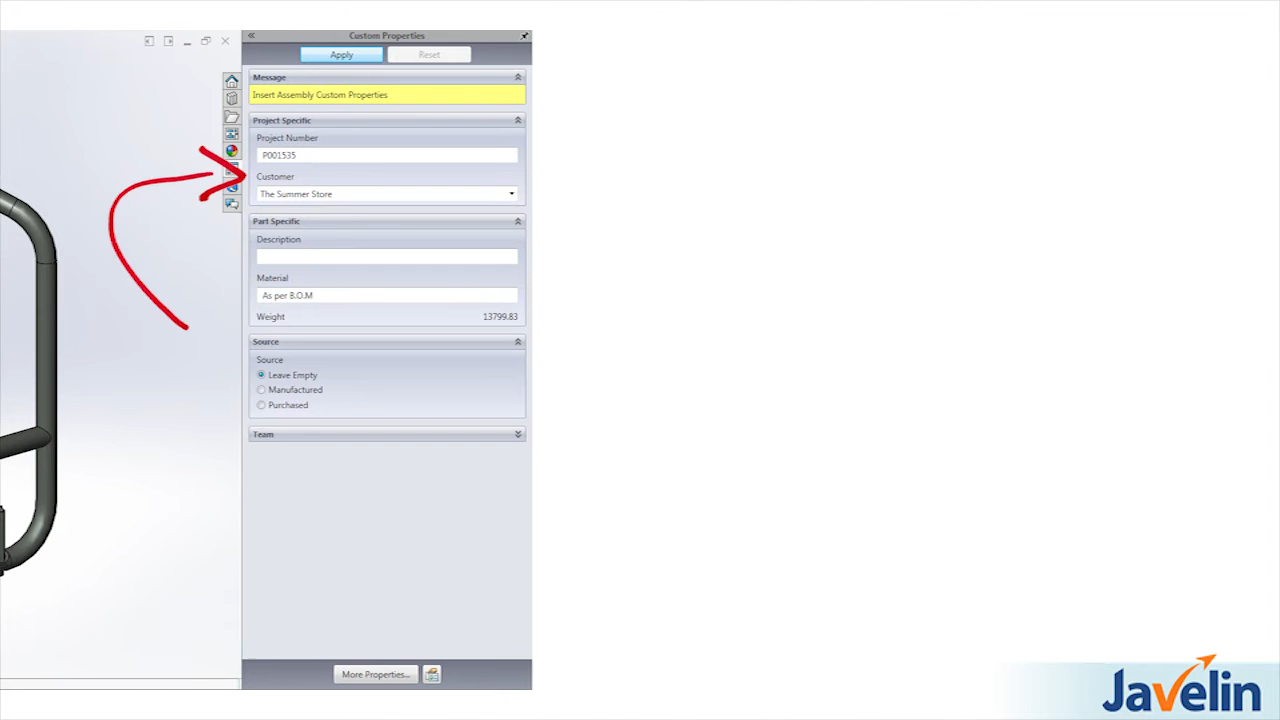 Custom Properties
Apply
Reset
Message
Insert Assembly Custom Properties
Project Specific
Project Number
P001535
Customer
The Summer Store
Part Specific
Description
Material
As per B.O.M
Weight 13799.83
Source
Source
Leave Empty
Manufactured
Purchased
Team
More Properties...
Javelin